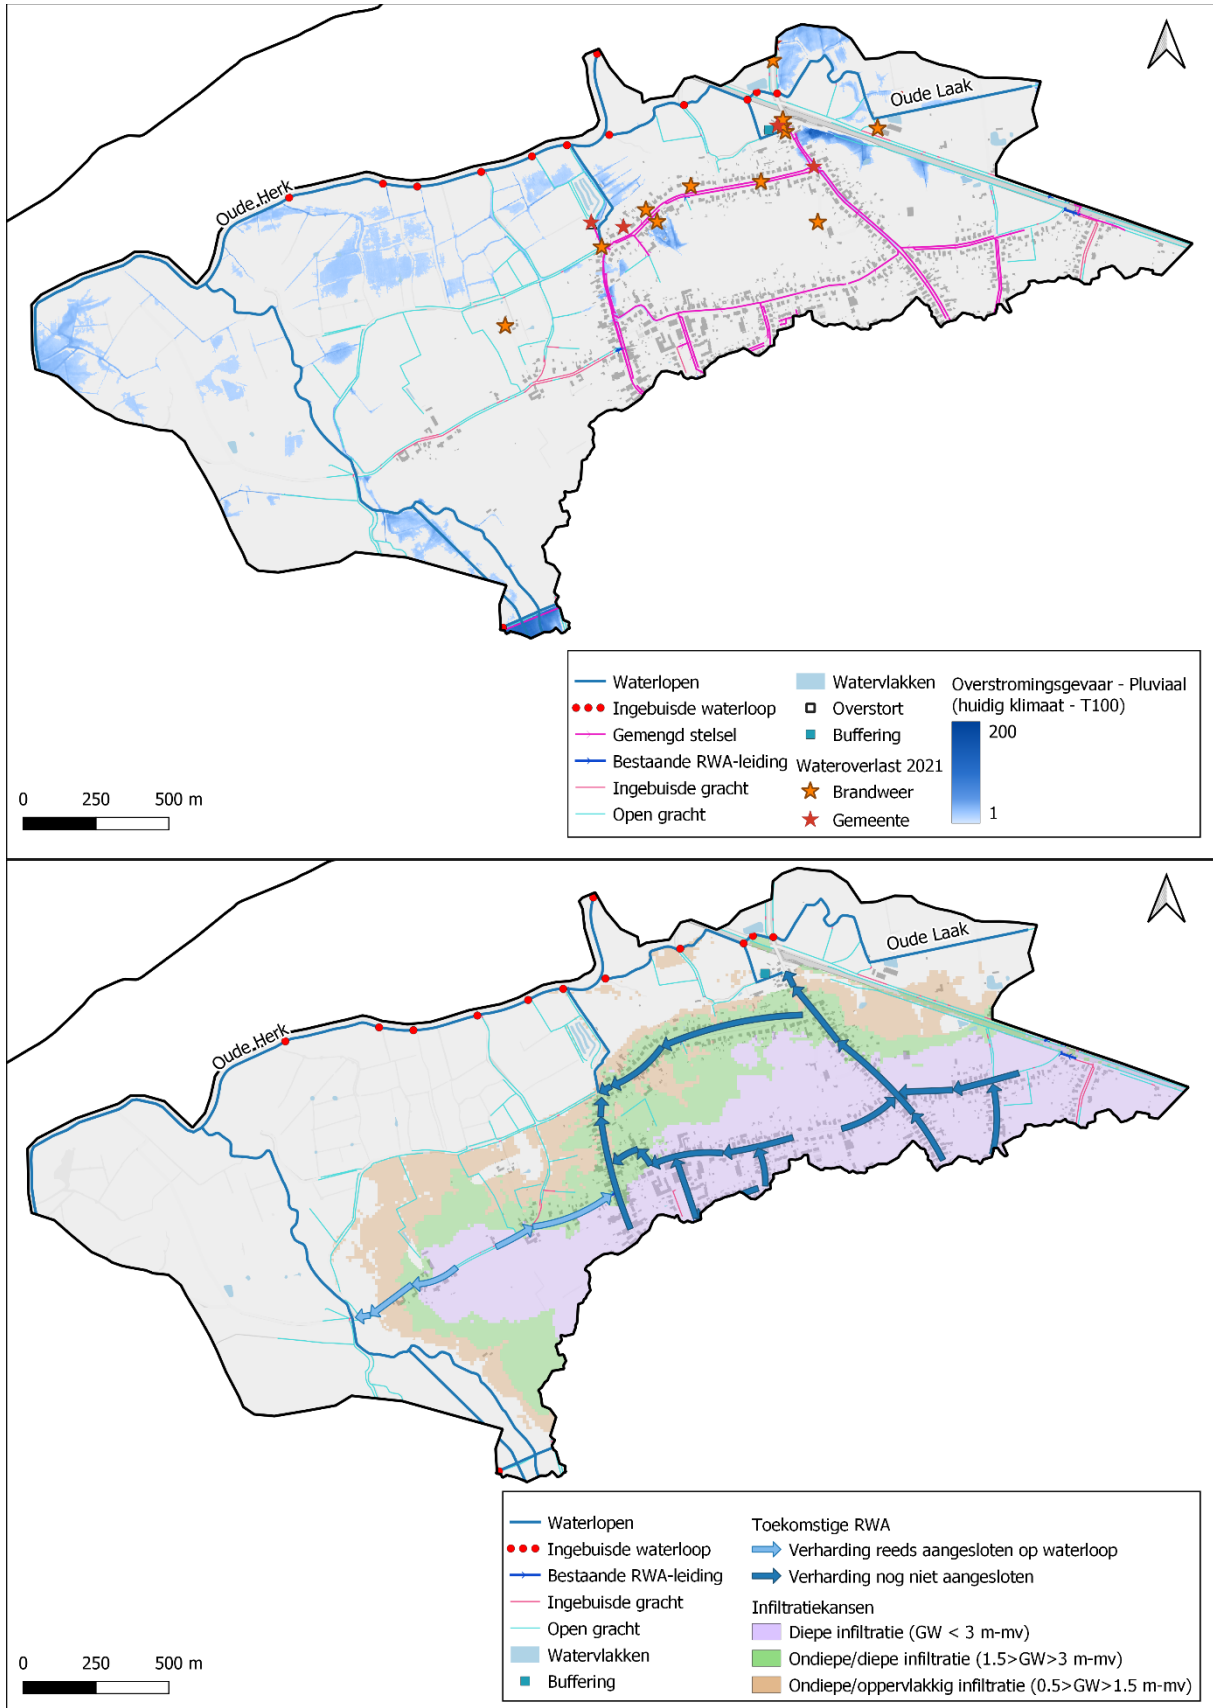 Oude Laak
Oude Herk
0 250 500 m
Waterlopen
Ingebuisde waterloop
Gemengd stelsel
Bestaande RWA-leiding
Ingebuisde gracht
Open gracht
Watervlakken
Overstort
Buffering
Wateroverlast 2021
Brandweer
Gemeente
Overstromingsgevaar - Pluviaal
(huidig klimaat - T100)
200
1
Oude Laak
Oude Herk
0 250 500 m
Waterlopen
Ingebuisde waterloop
Bestaande RWA-leiding
Ingebuisde gracht
Open gracht
Watervlakken
Buffering
Toekomstige RWA
Verharding reeds aangesloten op waterloop
Verharding nog niet aangesloten
Infiltratiekansen
Diepe infiltratie (GW < 3 m-mv)
Ondiepe/diepe infiltratie (1.5>GW>3 m-mv)
Ondiepe/oppervlakkig infiltratie (0.5>GW>1.5 m-mv)